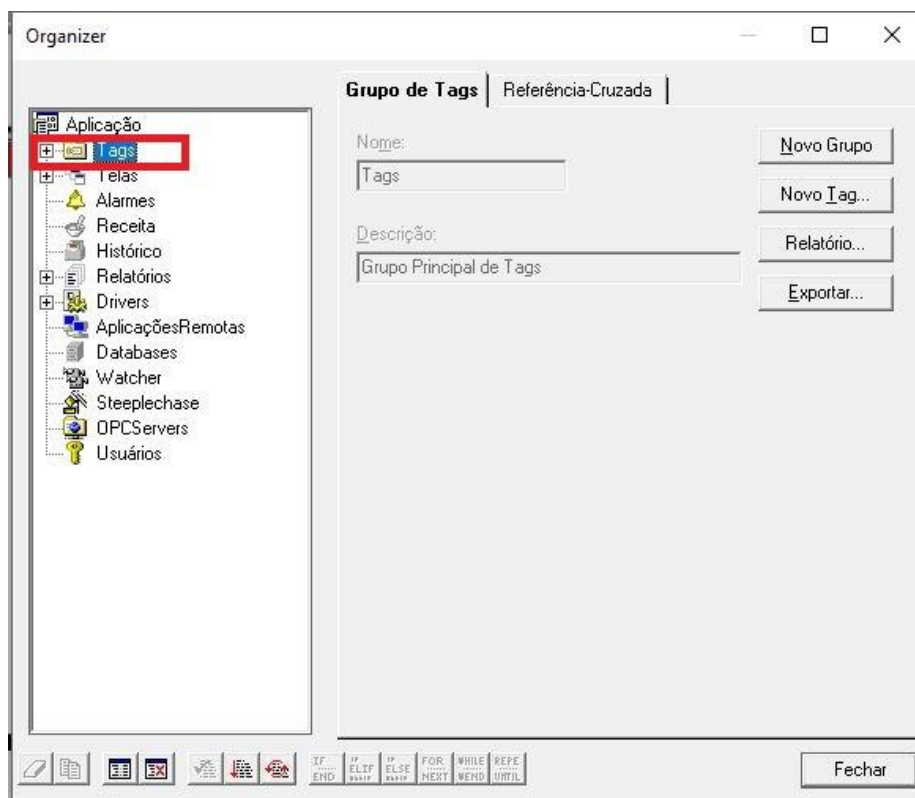 Organizer
Grupo de Tags
Referência-Cruzada
Aplicação
Tags
Telas
Alarmes
Receita
Histórico
Relatórios
Drivers
AplicaçõesRemotas
Databases
Watcher
Steeplechase
OPCServers
Usuários
Nome:
Tags
Descrição:
Grupo Principal de Tags
Novo Grupo
Novo Tag...
Relatório...
Exportar...
IF END
IF ELIF
IF ELSE
FOR NEXT
WHILE WEND
REPE UNTIL
Fechar